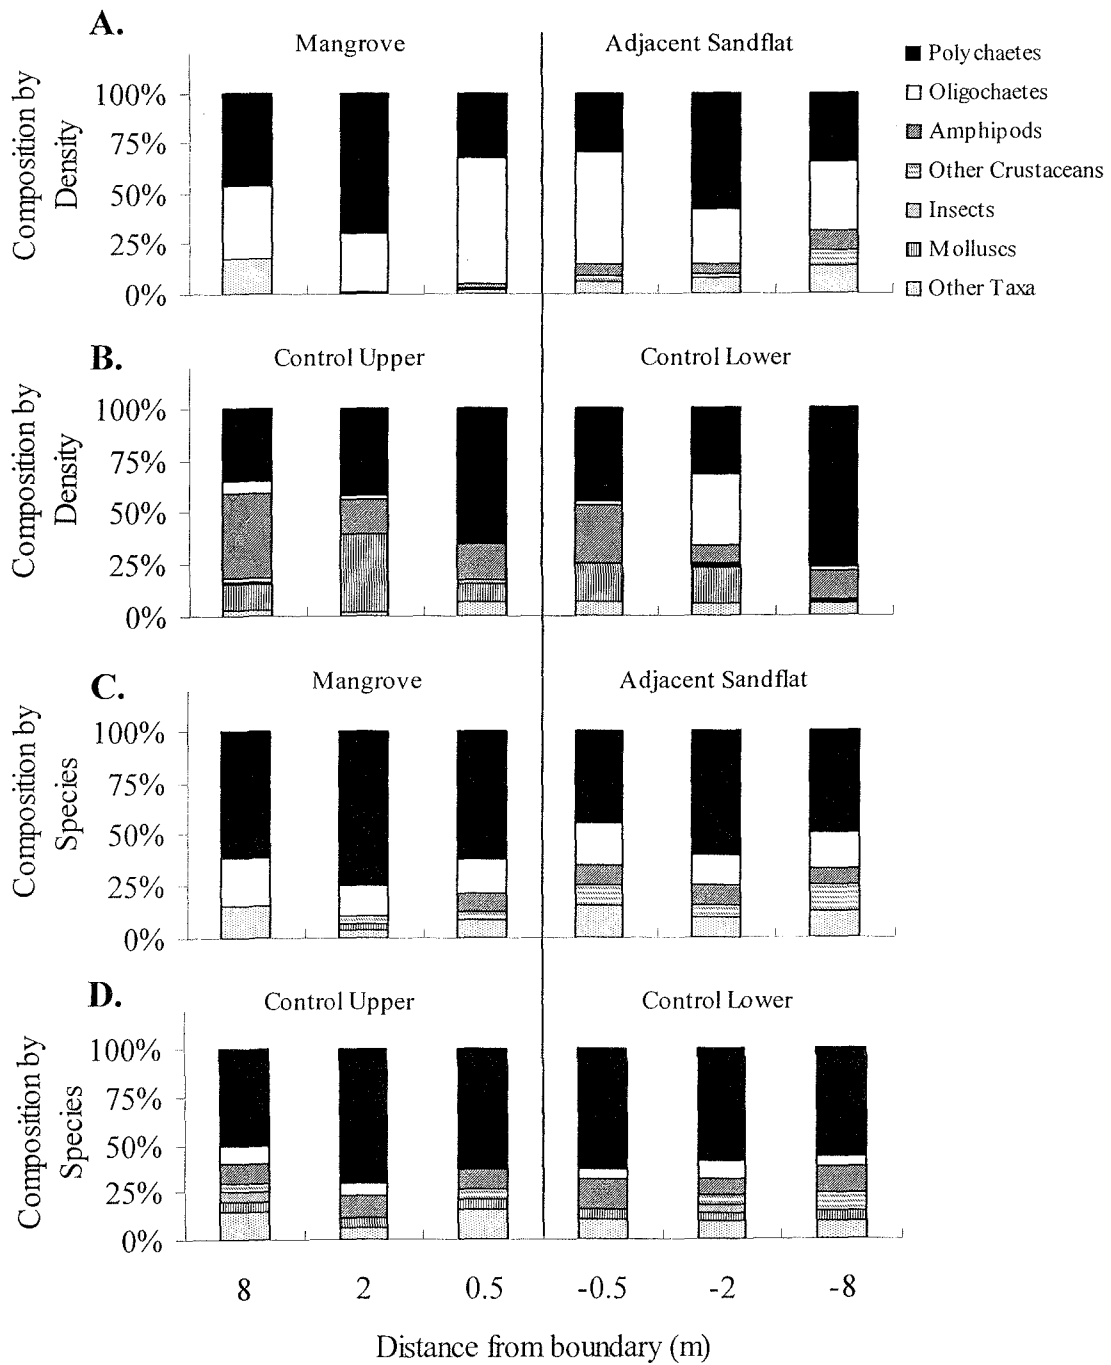 A.
Mangrove
Adjacent Sandflat
Composition by
Density
100%
75%
50%
25%
0%
Polychaetes
Oligochaetes
Amphipods
Other Crustaceans
Insects
Molluscs
Other Taxa
B.
Control Upper
Control Lower
Composition by
Density
100%
75%
50%
25%
0%
C.
Mangrove
Adjacent Sandflat
Composition by
Species
100%
75%
50%
25%
0%
D.
Control Upper
Control Lower
Composition by
Species
100%
75%
50%
25%
0%
8 2 0.5 -0.5 -2 -8
Distance from boundary (m)